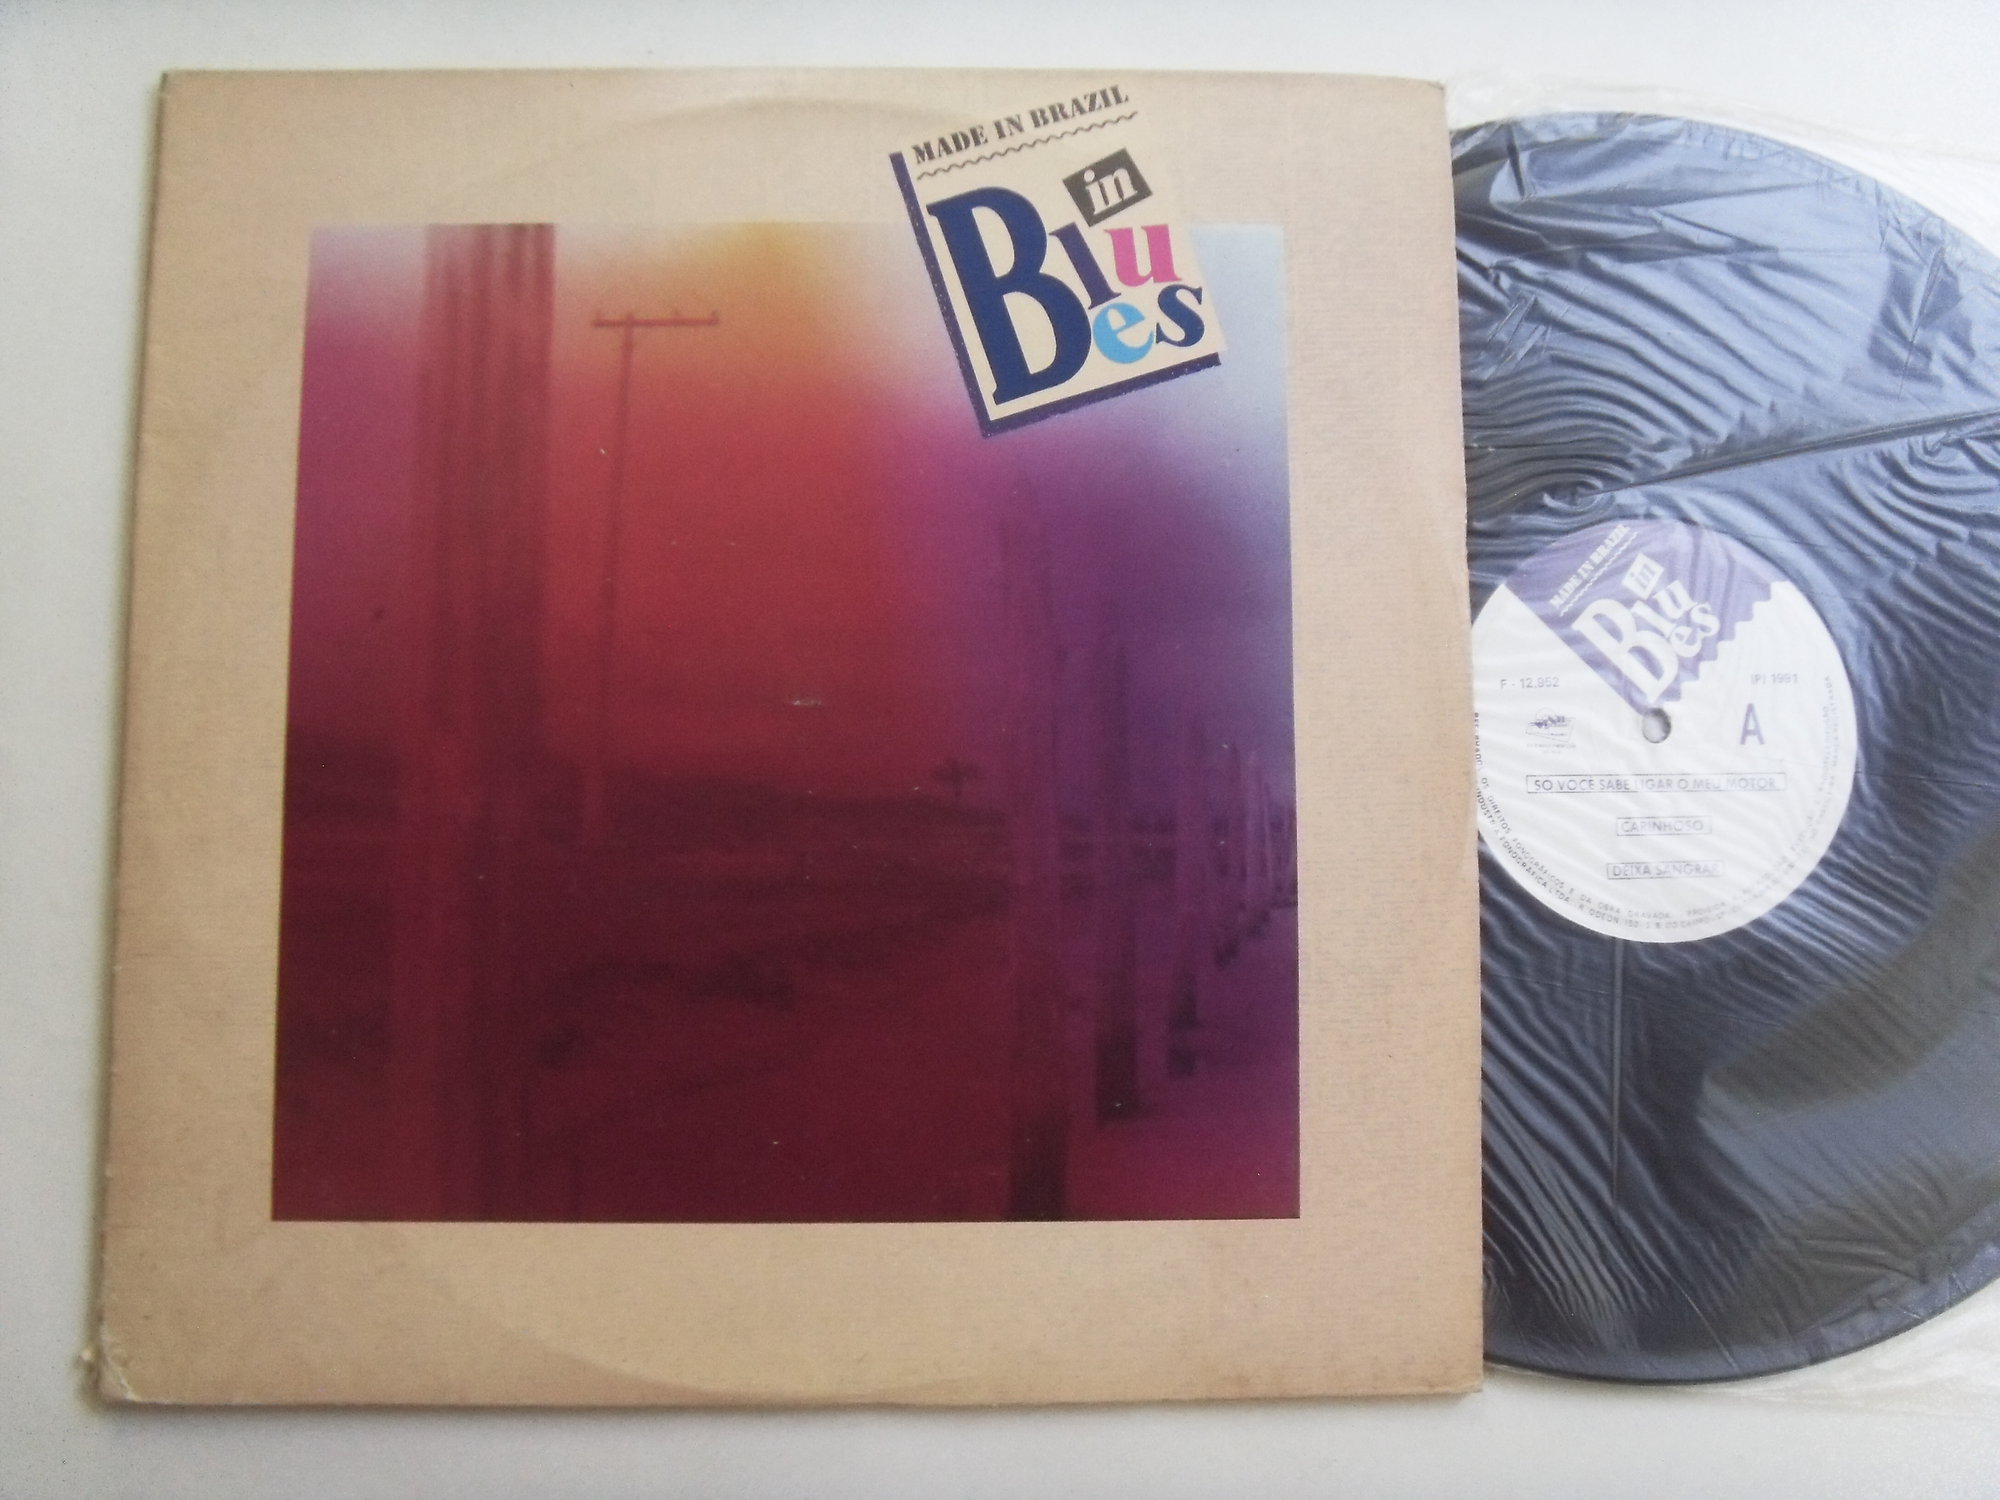 MADE IN BRAZIL
in
Blues
MADE IN BRAZIL
in
Blues
F - 12.952
(P) 1991
A
SO VOCÊ SABE LIGAR O MEU MOTOR
CARINHOSO
DEIXA SANGRAR